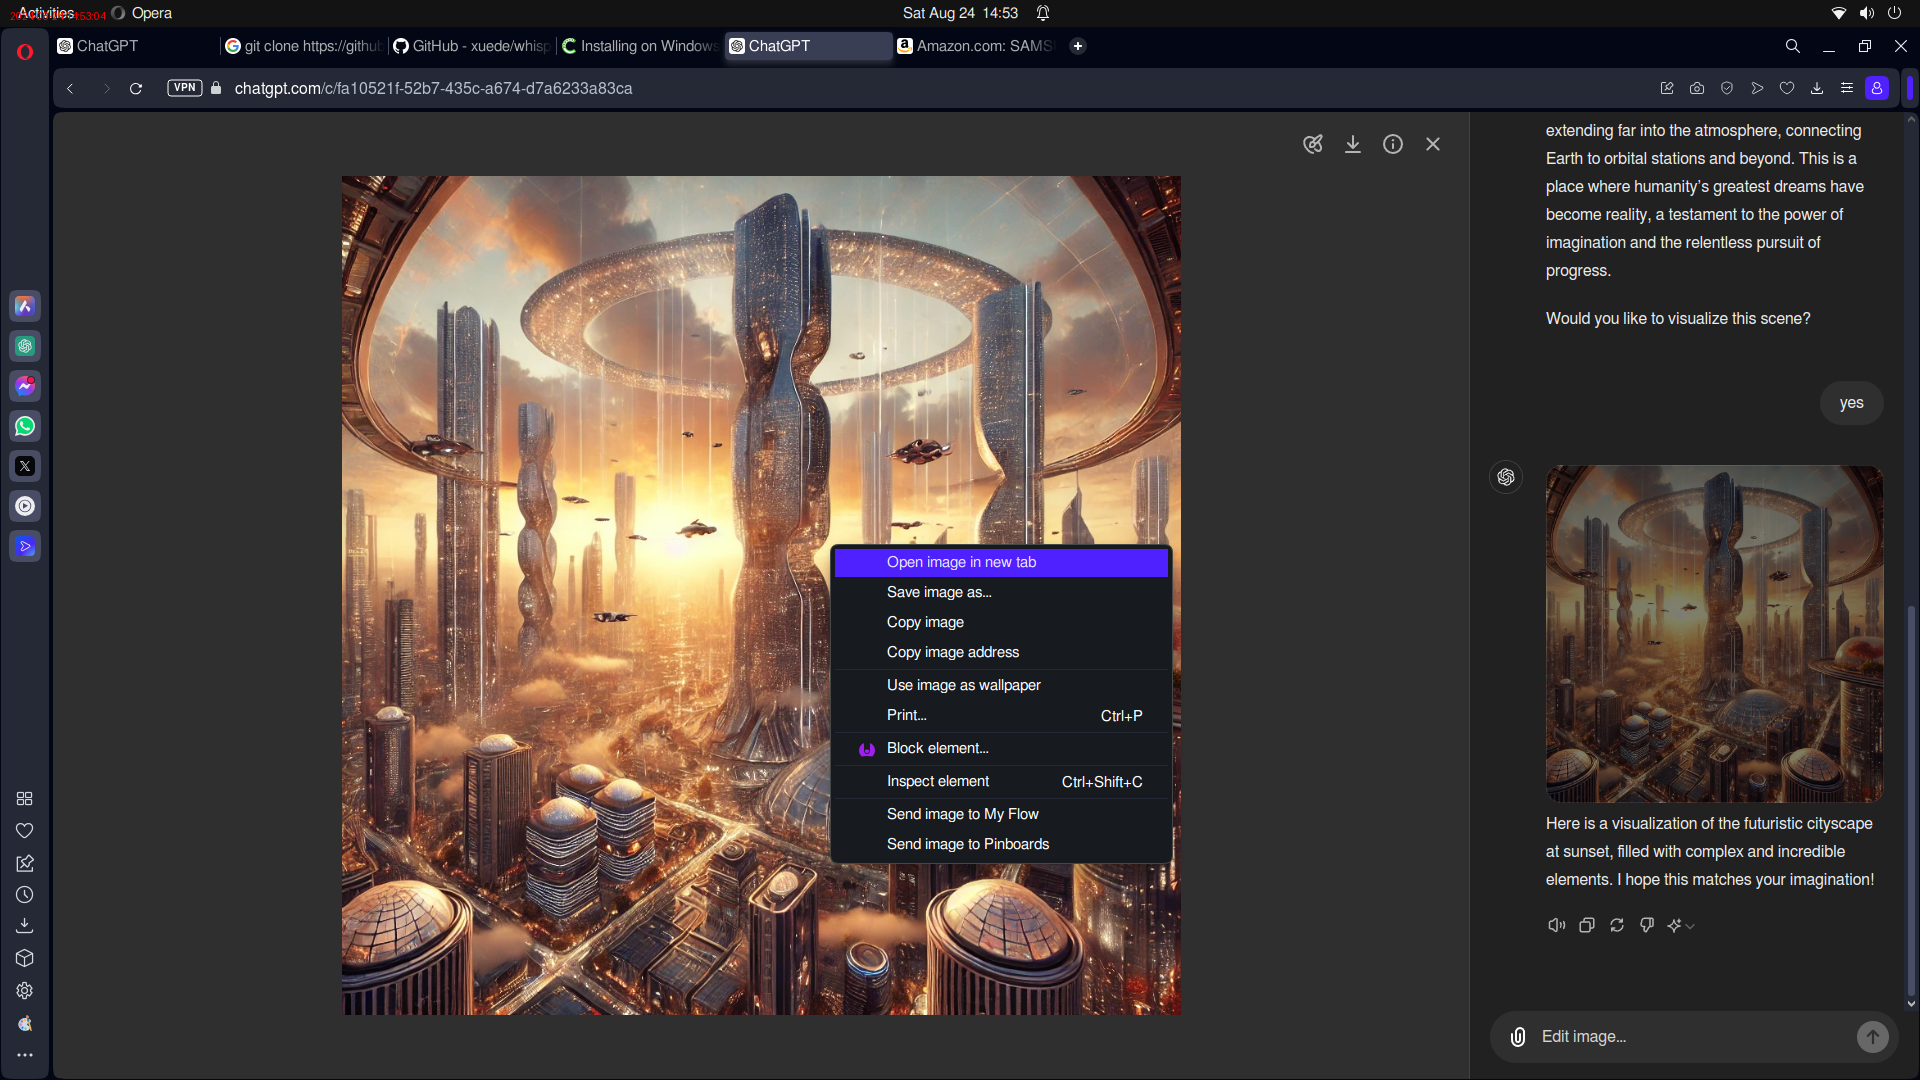 Activities
Opera
Sat Aug 24 14:53
ChatGPT
git clone https://github
GitHub - xuede/whisp
Installing on Windows
ChatGPT
Amazon.com: SAMS
VPN
chatgpt.com/c/fa10521f-52b7-435c-a674-d7a6233a83ca
extending far into the atmosphere, connecting
Earth to orbital stations and beyond. This is a
place where humanity’s greatest dreams have
become reality, a testament to the power of
imagination and the relentless pursuit of
progress.
Would you like to visualize this scene?
yes
Open image in new tab
Save image as...
Copy image
Copy image address
Use image as wallpaper
Print... Ctrl+P
Block element...
Inspect element Ctrl+Shift+C
Send image to My Flow
Send image to Pinboards
Here is a visualization of the futuristic cityscape
at sunset, filled with complex and incredible
elements. I hope this matches your imagination!
Edit image...